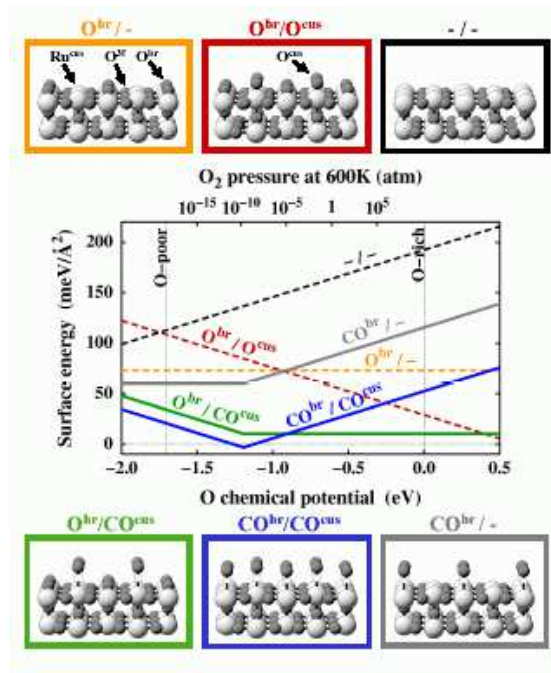 O^br / - O^br/O^cus - / -
Ru^cus O^3f O^br O^cus
O₂ pressure at 600K (atm)
10^−15 10^−10 10^−5 1 10^5
Surface energy (meV/Å²)
200
150
100
50
0
O−poor
O−rich
− / −
O^br / O^cus
CO^br / −
O^br / −
O^br / CO^cus
CO^br / CO^cus
−2.0 −1.5 −1.0 −0.5 0.0 0.5
O chemical potential (eV)
O^br/CO^cus CO^br/CO^cus CO^br / -